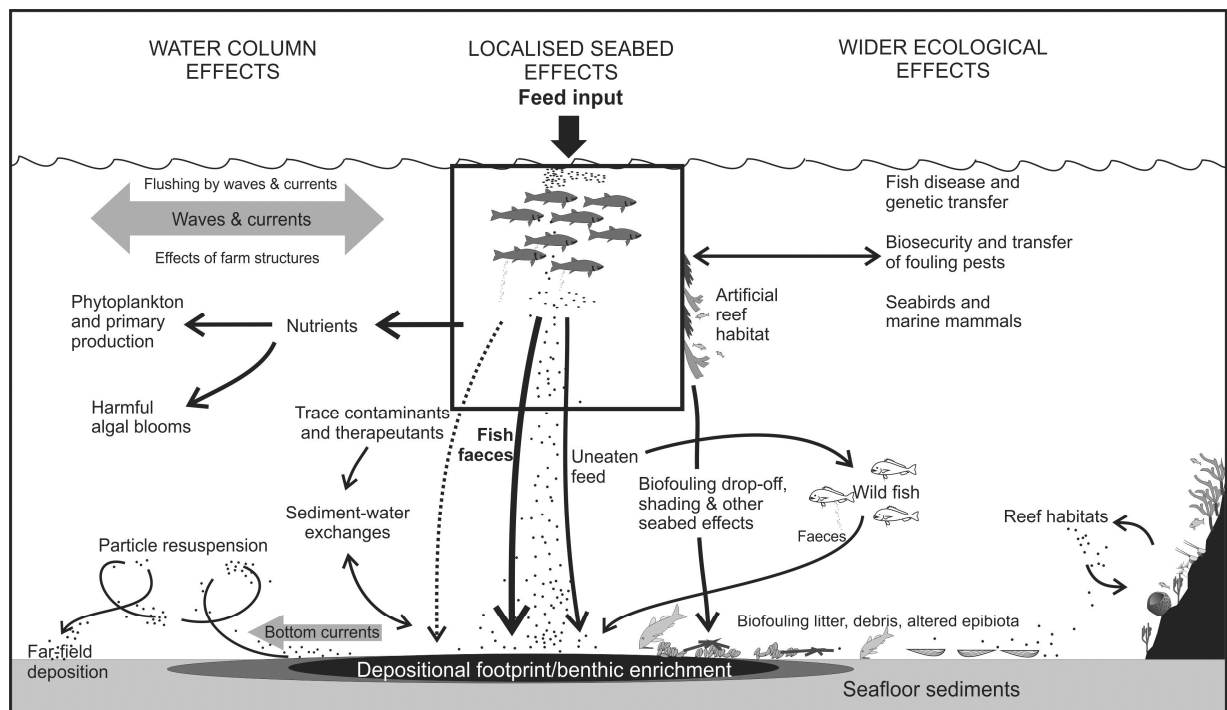 WATER COLUMN
EFFECTS
LOCALISED SEABED
EFFECTS
Feed input
WIDER ECOLOGICAL
EFFECTS
Flushing by waves & currents
Waves & currents
Effects of farm structures
Phytoplankton
and primary
production
Nutrients
Harmful
algal blooms
Trace contaminants
and therapeutants
Sediment-water
exchanges
Particle resuspension
Bottom currents
Far-field
deposition
Fish
faeces
Uneaten
feed
Artificial
reef
habitat
Fish disease and
genetic transfer
Biosecurity and transfer
of fouling pests
Seabirds and
marine mammals
Biofouling drop-off,
shading & other
seabed effects
Wild fish
Faeces
Reef habitats
Biofouling litter, debris, altered epibiota
Depositional footprint/benthic enrichment
Seafloor sediments